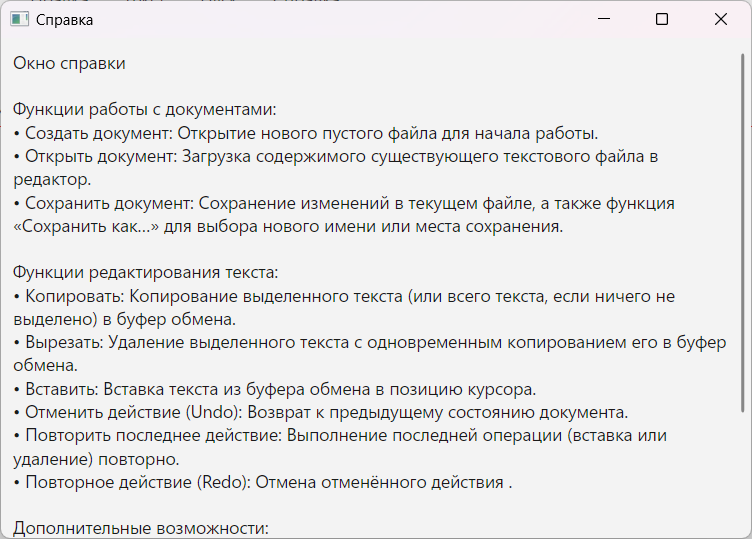 Справка
Окно справки
Функции работы с документами:
• Создать документ: Открытие нового пустого файла для начала работы.
• Открыть документ: Загрузка содержимого существующего текстового файла в
редактор.
• Сохранить документ: Сохранение изменений в текущем файле, а также функция
«Сохранить как…» для выбора нового имени или места сохранения.
Функции редактирования текста:
• Копировать: Копирование выделенного текста (или всего текста, если ничего не
выделено) в буфер обмена.
• Вырезать: Удаление выделенного текста с одновременным копированием его в буфер
обмена.
• Вставить: Вставка текста из буфера обмена в позицию курсора.
• Отменить действие (Undo): Возврат к предыдущему состоянию документа.
• Повторить последнее действие: Выполнение последней операции (вставка или
удаление) повторно.
• Повторное действие (Redo): Отмена отменённого действия .
Дополнительные возможности: